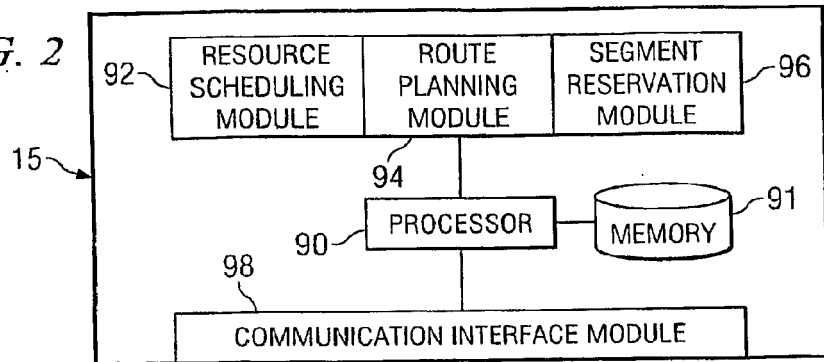 G. 2
RESOURCE SCHEDULING MODULE
ROUTE PLANNING MODULE
SEGMENT RESERVATION MODULE
92
96
15
94
90
PROCESSOR
MEMORY
91
98
COMMUNICATION INTERFACE MODULE